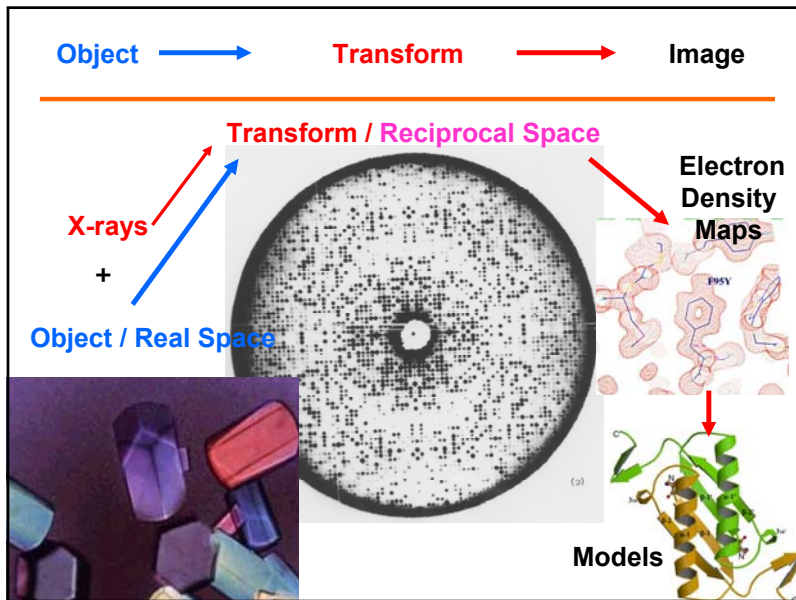 Object Transform Image
Transform / Reciprocal Space
Electron
Density
Maps
X-rays
+
F95Y
Object / Real Space
(a)
Models